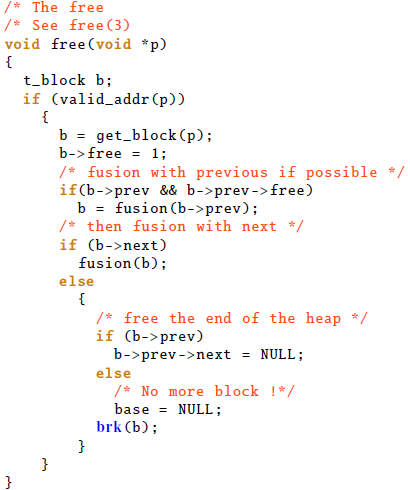 /* The free
/* See free(3)
void free(void *p)
{
  t_block b;
  if (valid_addr(p))
    {
      b = get_block(p);
      b->free = 1;
      /* fusion with previous if possible */
      if(b->prev && b->prev->free)
        b = fusion(b->prev);
      /* then fusion with next */
      if (b->next)
        fusion(b);
      else
        {
          /* free the end of the heap */
          if (b->prev)
            b->prev->next = NULL;
          else
            /* No more block !*/
            base = NULL;
          brk(b);
        }
    }
}